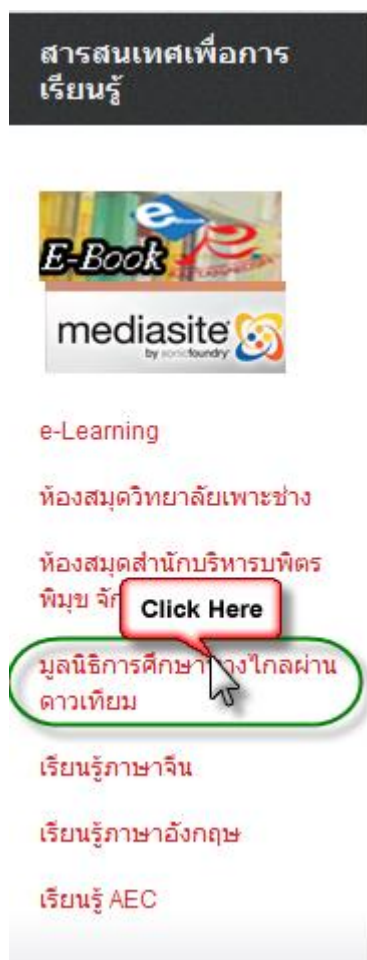 สารสนเทศเพื่อการ
เรียนรู้
E-Book
mediasite
by sonicfoundry
e-Learning
ห้องสมุดวิทยาลัยเพาะช่าง
ห้องสมุดสำนักบริหารบพิตร
พิมุข
Click Here
มูลนิธิการศึกษาทางไกลผ่าน
ดาวเทียม
เรียนรู้ภาษาจีน
เรียนรู้ภาษาอังกฤษ
เรียนรู้ AEC